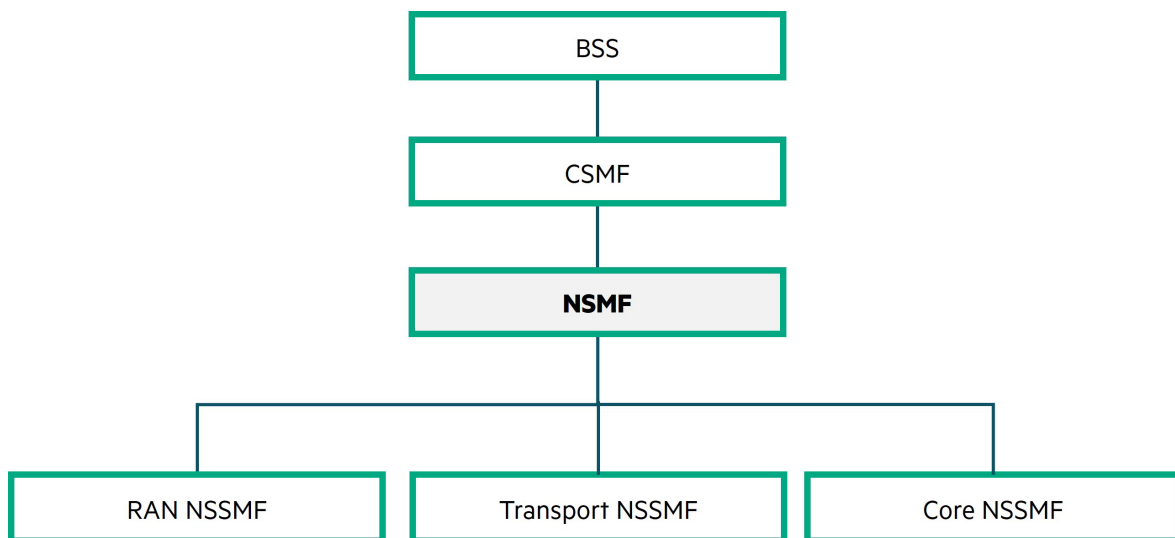 BSS
CSMF
NSMF
RAN NSSMF
Transport NSSMF
Core NSSMF